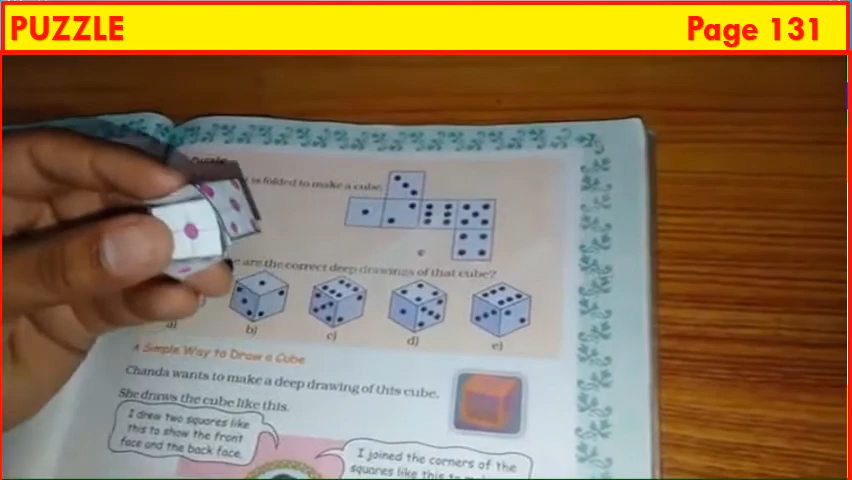 PUZZLE
Page 131
Puzzle
is folded to make a cube.
e
are the correct deep drawings of that cube?
a) b) c) d) e)
A Simple Way to Draw a Cube
Chanda wants to make a deep drawing of this cube.
She draws the cube like this.
I drew two squares like
this to show the front
face and the back face.
I joined the corners of the
squares like this to